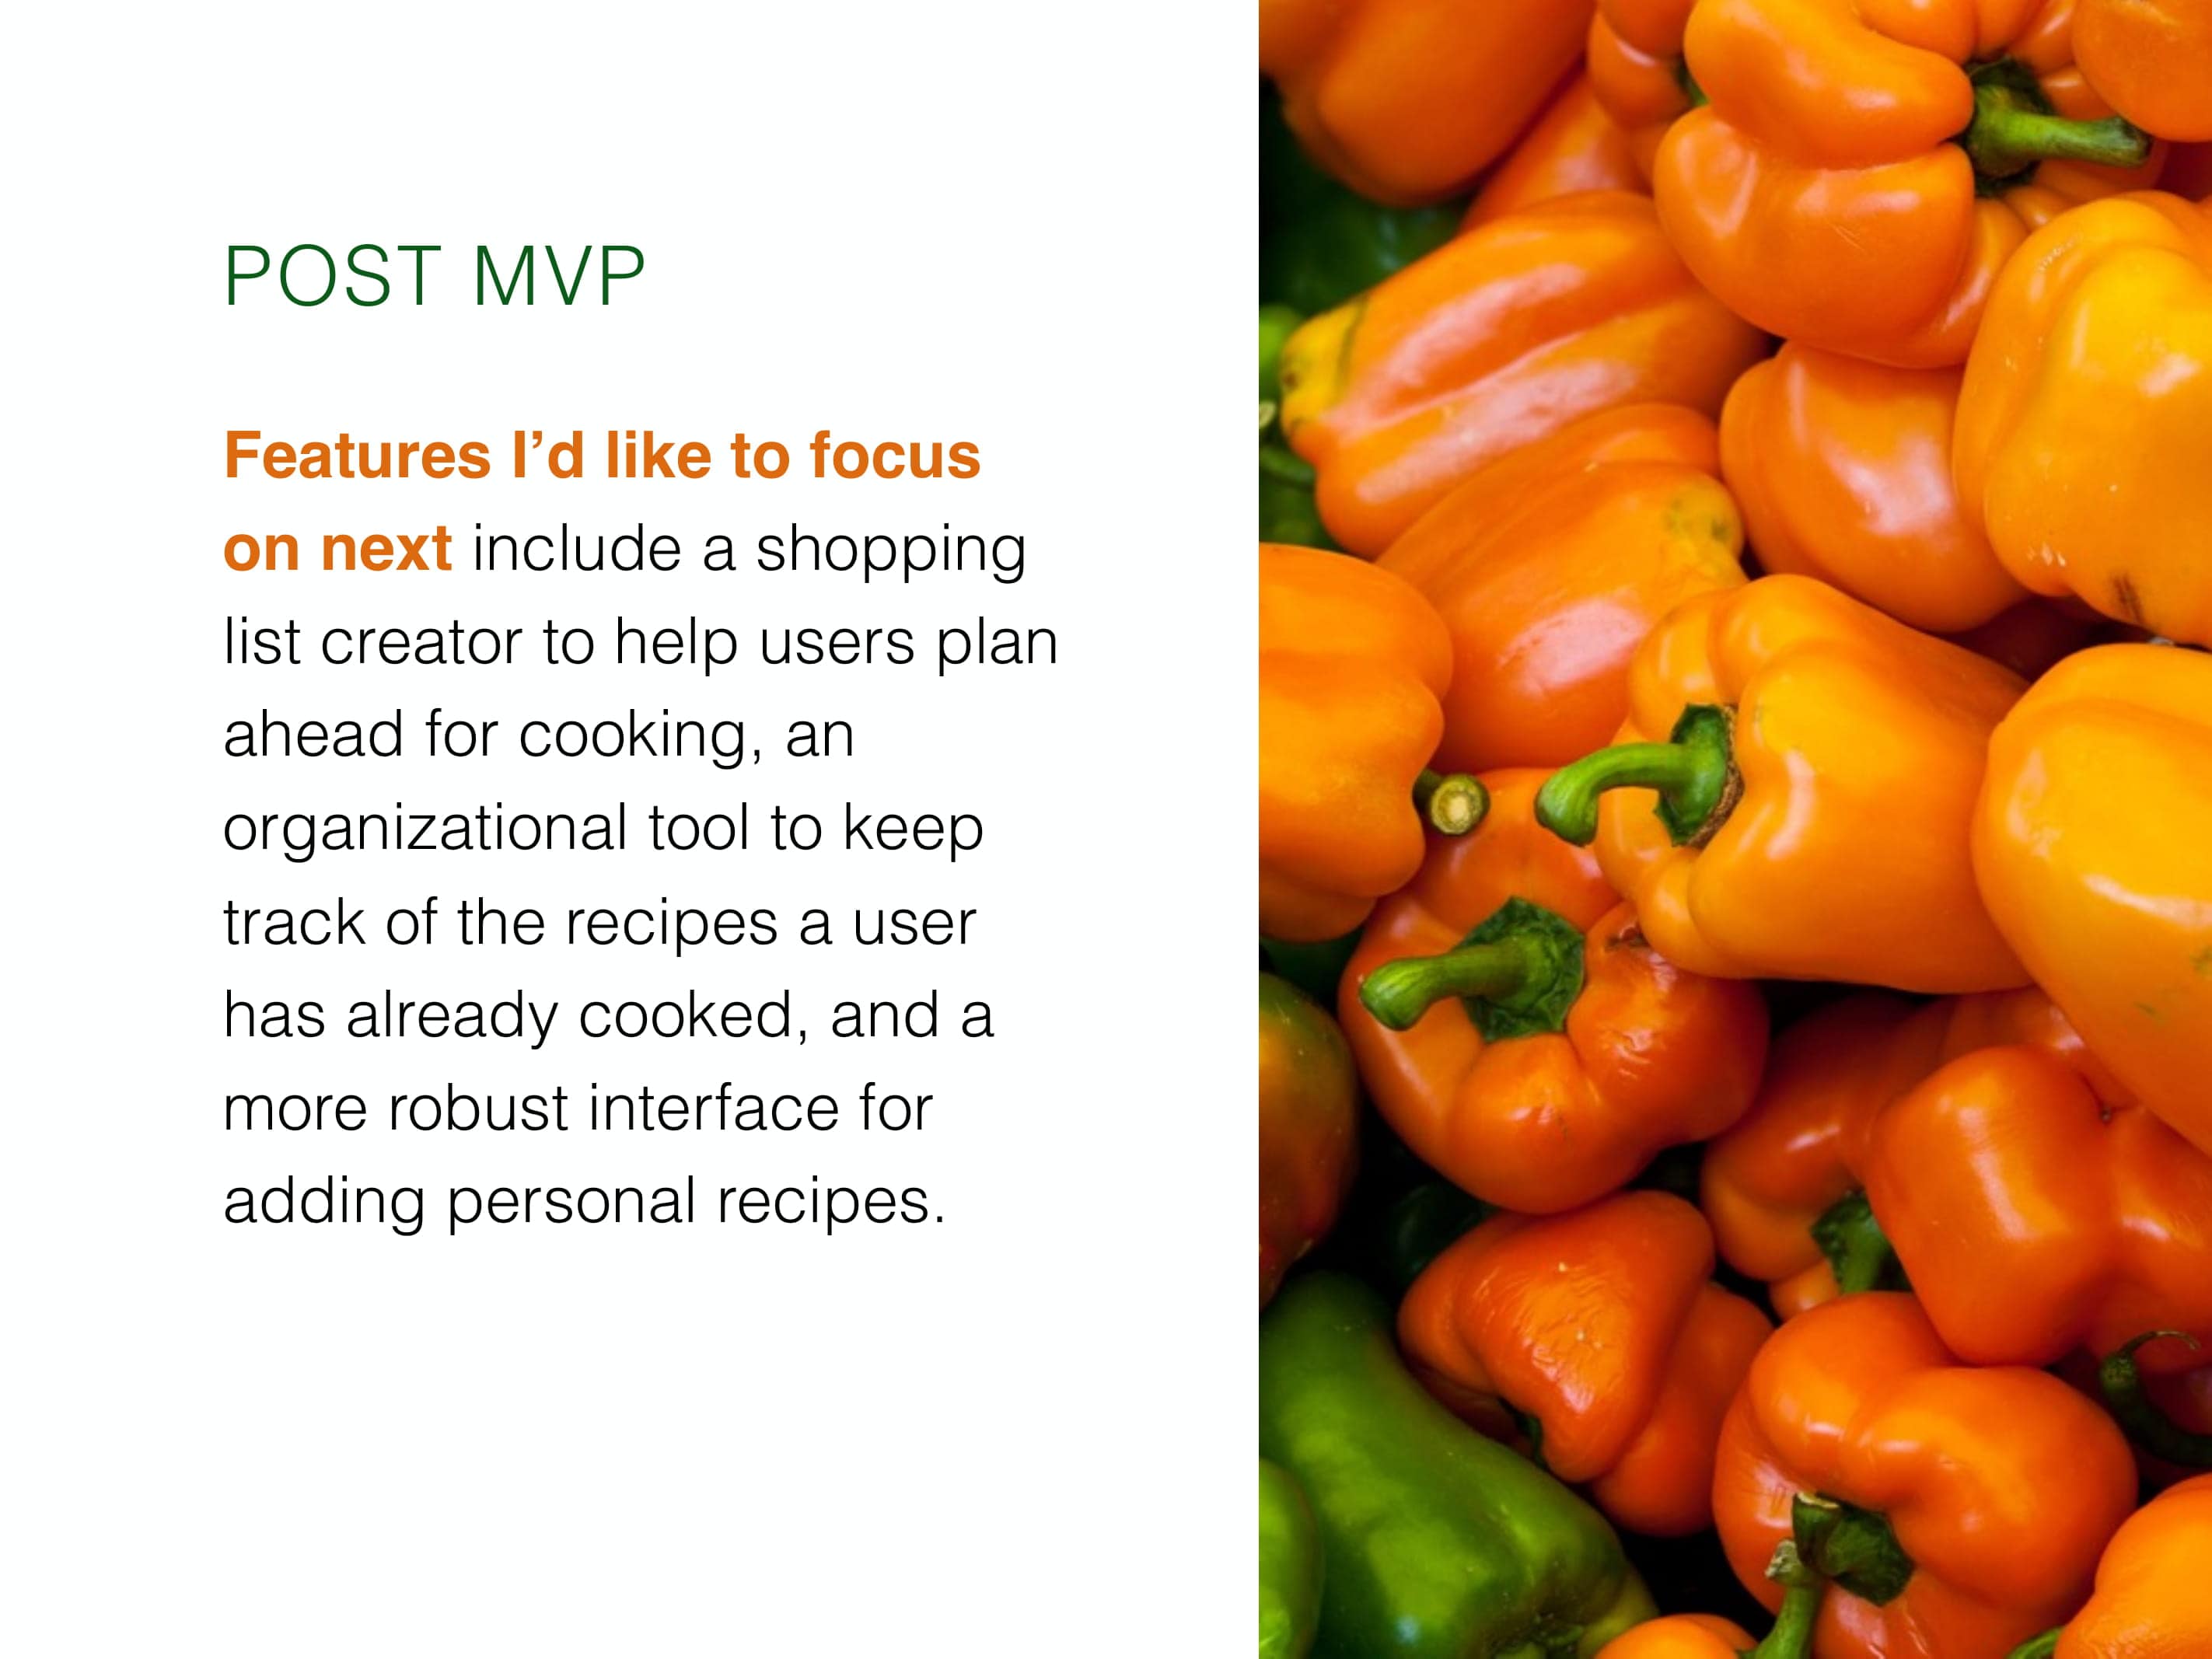 POST MVP
Features I’d like to focus
on next include a shopping
list creator to help users plan
ahead for cooking, an
organizational tool to keep
track of the recipes a user
has already cooked, and a
more robust interface for
adding personal recipes.